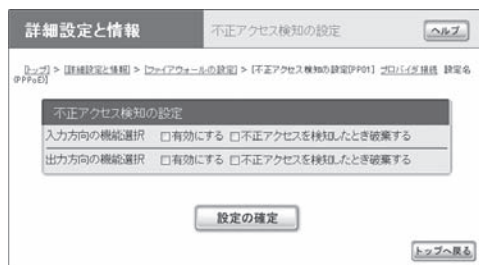 詳細設定と情報
不正アクセス検知の設定
ヘルプ
[トップ] > [詳細設定と情報] > [ファイアウォールの設定] > [不正アクセス検知の設定[PP01] プロバイダ接続 設定名
(PPPoE)]
不正アクセス検知の設定
入力方向の機能選択 □有効にする □不正アクセスを検知したとき破棄する
出力方向の機能選択 □有効にする □不正アクセスを検知したとき破棄する
設定の確定
トップへ戻る